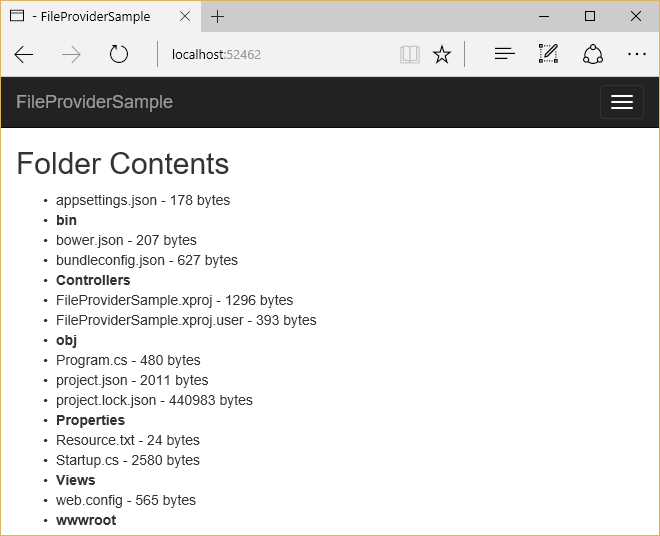 - FileProviderSample
localhost:52462
FileProviderSample
Folder Contents
• appsettings.json - 178 bytes
• bin
• bower.json - 207 bytes
• bundleconfig.json - 627 bytes
• Controllers
• FileProviderSample.xproj - 1296 bytes
• FileProviderSample.xproj.user - 393 bytes
• obj
• Program.cs - 480 bytes
• project.json - 2011 bytes
• project.lock.json - 440983 bytes
• Properties
• Resource.txt - 24 bytes
• Startup.cs - 2580 bytes
• Views
• web.config - 565 bytes
• wwwroot